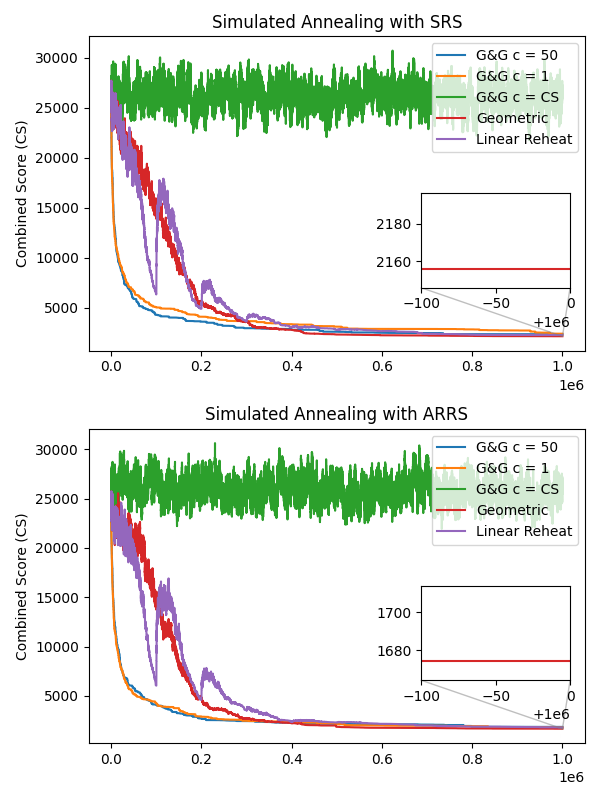 Simulated Annealing with SRS
Combined Score (CS)
30000
25000
20000
15000
10000
5000
G&G c = 50
G&G c = 1
G&G c = CS
Geometric
Linear Reheat
2180
2160
−100
−50
0
+1e6
0.0
0.2
0.4
0.6
0.8
1.0
1e6
Simulated Annealing with ARRS
Combined Score (CS)
30000
25000
20000
15000
10000
5000
G&G c = 50
G&G c = 1
G&G c = CS
Geometric
Linear Reheat
1700
1680
−100
−50
0
+1e6
0.0
0.2
0.4
0.6
0.8
1.0
1e6